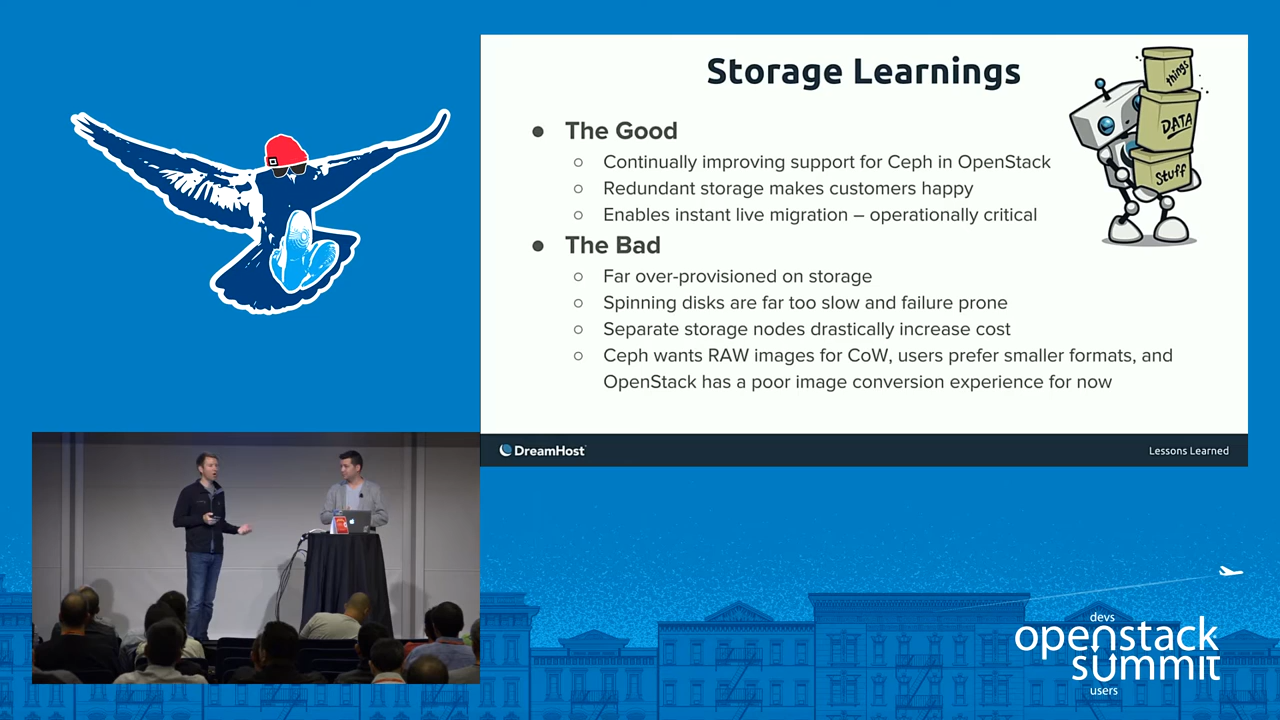 Storage Learnings
things
DATA
Stuff
● The Good
○ Continually improving support for Ceph in OpenStack
○ Redundant storage makes customers happy
○ Enables instant live migration – operationally critical
● The Bad
○ Far over-provisioned on storage
○ Spinning disks are far too slow and failure prone
○ Separate storage nodes drastically increase cost
○ Ceph wants RAW images for CoW, users prefer smaller formats, and
OpenStack has a poor image conversion experience for now
DreamHost
Lessons Learned
devs
openstack
summit
users